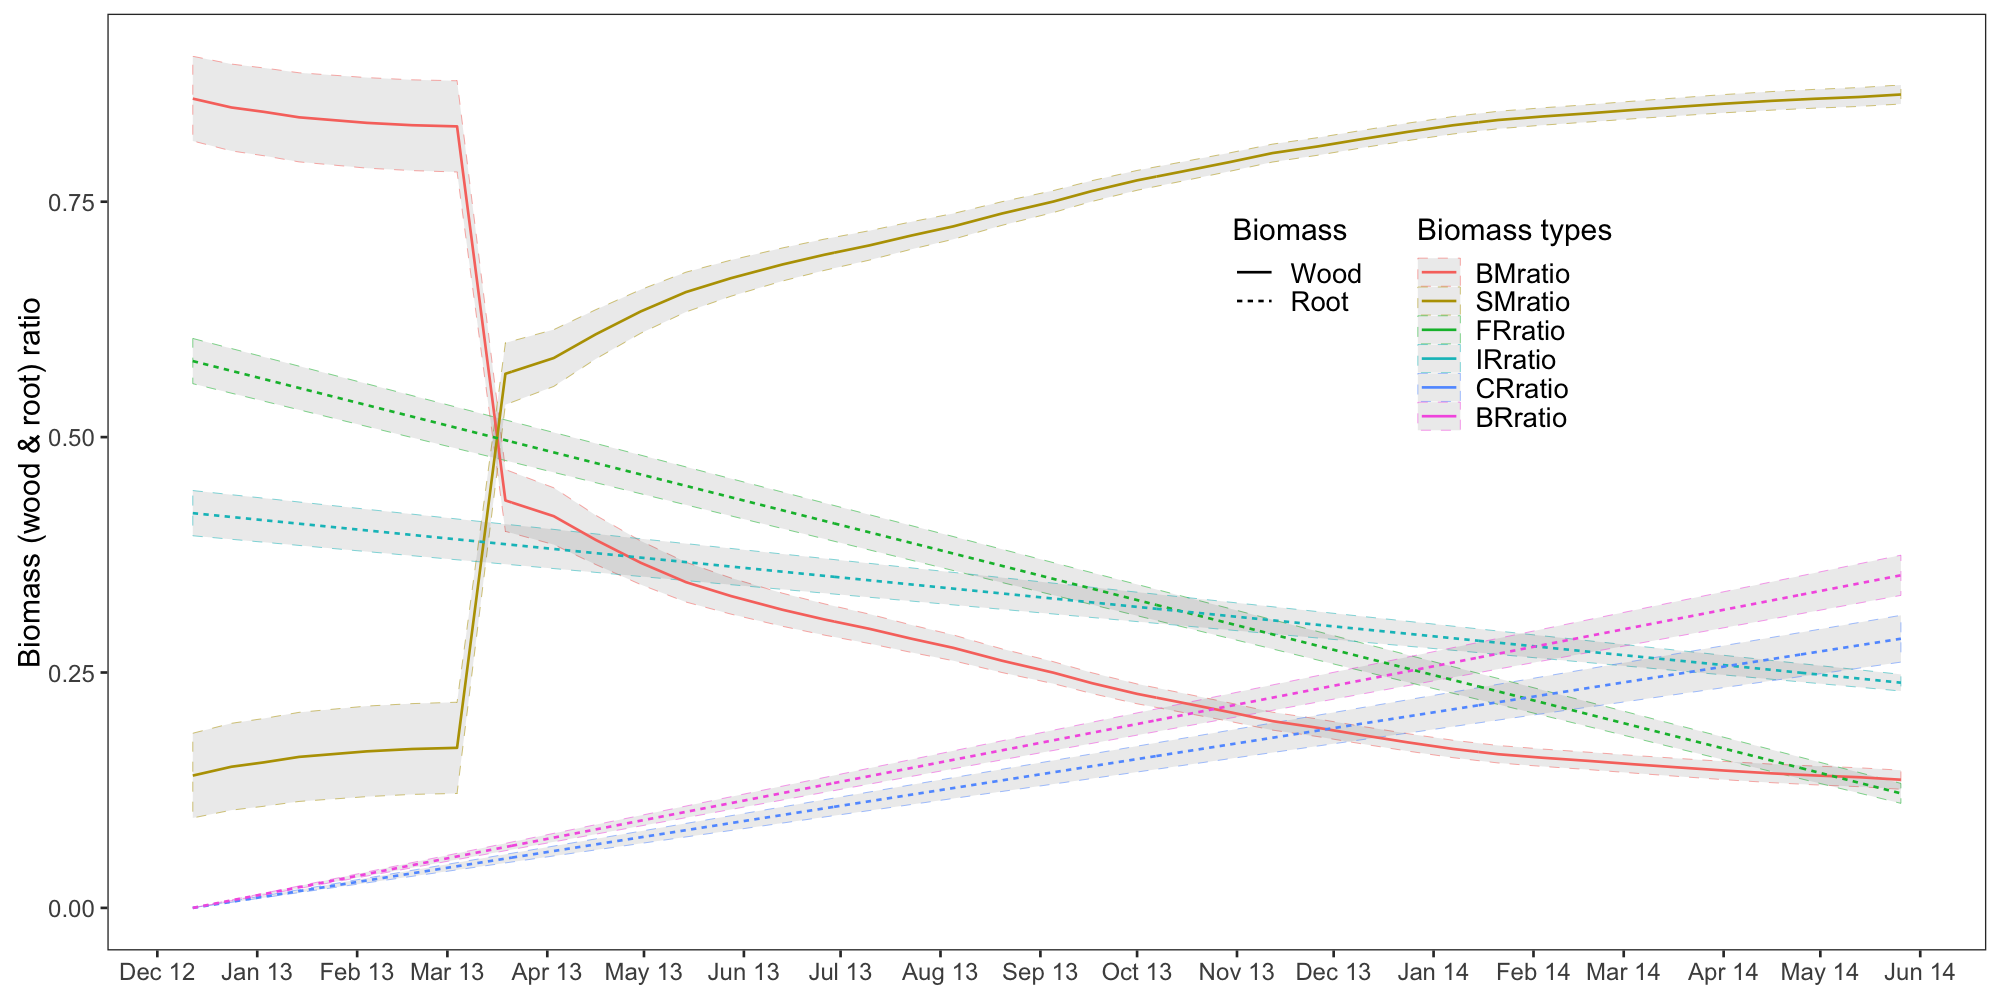 Biomass (wood & root) ratio
0.75
0.50
0.25
0.00
Biomass
Wood
Root
Biomass types
BMratio
SMratio
FRratio
IRratio
CRratio
BRratio
Dec 12 Jan 13 Feb 13 Mar 13 Apr 13 May 13 Jun 13 Jul 13 Aug 13 Sep 13 Oct 13 Nov 13 Dec 13 Jan 14 Feb 14 Mar 14 Apr 14 May 14 Jun 14